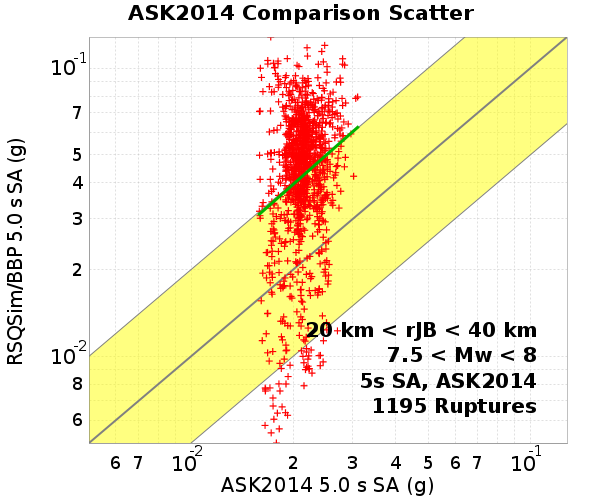 ASK2014 Comparison Scatter
RSQSim/BBP 5.0 s SA (g)
10-1
7
5
4
3
2
10-2
8
6
20 km < rJB < 40 km
7.5 < Mw < 8
5s SA, ASK2014
1195 Ruptures
6 7 10-2 2 3 4 5 6 7 10-1
ASK2014 5.0 s SA (g)